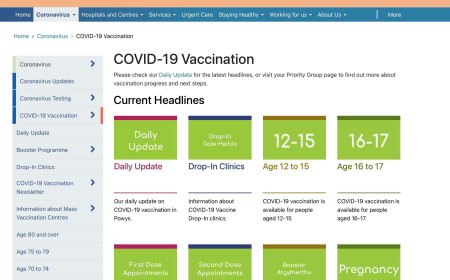 Home Coronavirus Hospitals and Centres Services Urgent Care Staying Healthy Working for us About Us More
Home › Coronavirus › COVID-19 Vaccination
Coronavirus
Coronavirus Updates
Coronavirus Testing
COVID-19 Vaccination
Daily Update
Booster Programme
Drop-In Clinics
COVID-19 Vaccination
Newsletter
Information about Mass
Vaccination Centres
Age 80 and over
Age 75 to 79
Age 70 to 74
COVID-19 Vaccination
Please check our Daily Update for the latest headlines, or visit your Priority Group page to find out more about
vaccination progress and next steps.
Current Headlines
Daily
Update
Daily Update
Our daily update on
COVID-19 vaccination in
Powys.
Drop-In
Galw Heibio
Drop-In Clinics
Information about
COVID-19 Vaccine
Drop-in clinics
12-15
Age 12 to 15
COVID-19 vaccination is
available for people
aged 12-15
16-17
Age 16 to 17
COVID-19 vaccination is
available for people
aged 16-17.
First Dose
Appointments
Second Dose
Appointments
Booster
Atgyfnerthu
Pregnancy